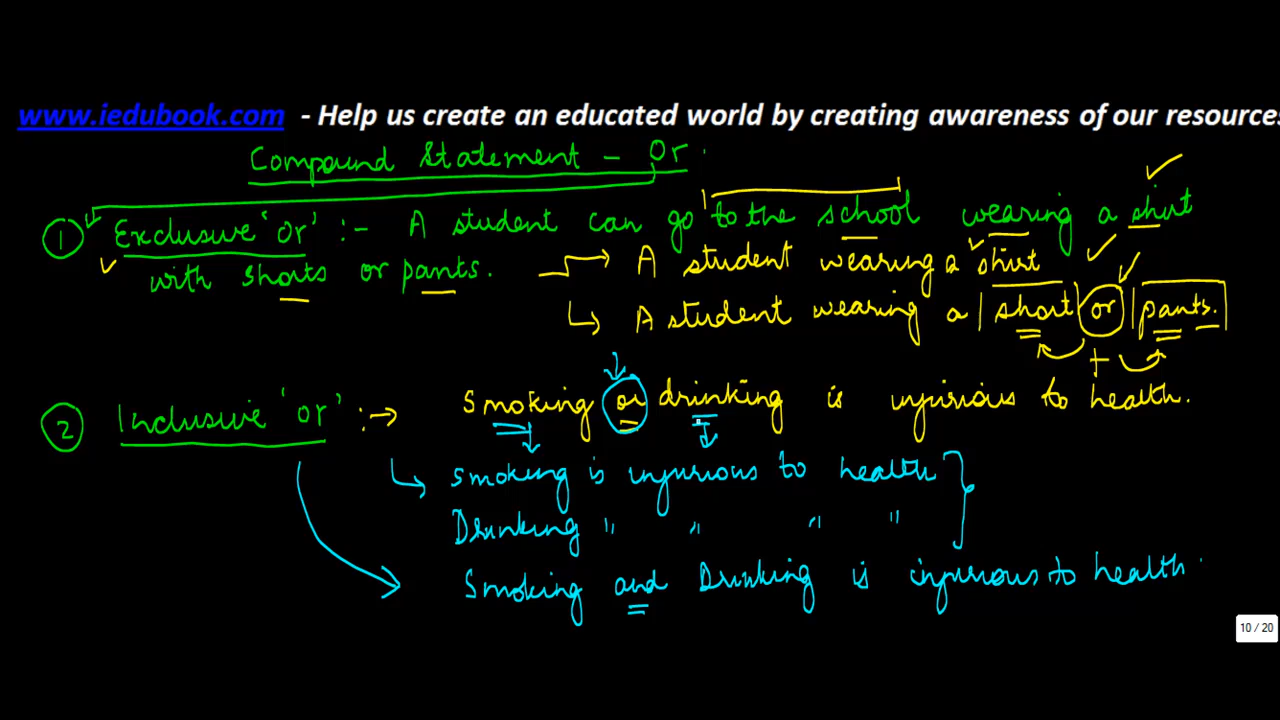 www.iedubook.com - Help us create an educated world by creating awareness of our resources
Compound Statement - Or.
① Exclusive 'or' :- A student can go to the school wearing a shirt
with shorts or pants.
A student wearing a shirt
A student wearing a short or pants.
+
② Inclusive 'or' :→ Smoking or drinking is injurious to health.
Smoking is injurious to health
Drinking " " " "
Smoking and Drinking is injurious to health.
10 / 20